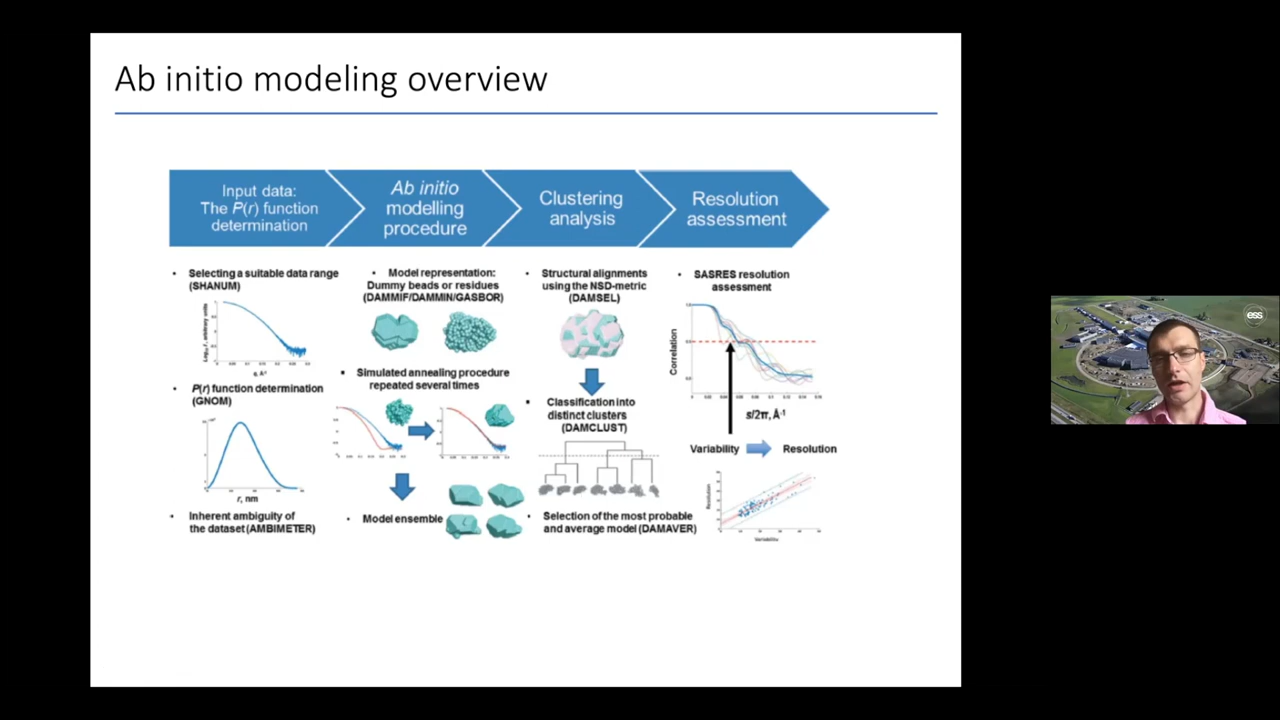 Ab initio modeling overview
Input data:
The P(r) function
determination
Ab initio
modelling
procedure
Clustering
analysis
Resolution
assessment
• Selecting a suitable data range
(SHANUM)
• P(r) function determination
(GNOM)
r, nm
• Inherent ambiguity of
the dataset (AMBIMETER)
• Model representation:
Dummy beads or residues
(DAMMIF/DAMMIN/GASBOR)
▪ Simulated annealing procedure
repeated several times
• Model ensemble
• Structural alignments
using the NSD-metric
(DAMSEL)
▪ Classification into
distinct clusters
(DAMCLUST)
• Selection of the most probable
and average model (DAMAVER)
• SASRES resolution
assessment
Correlation
s/2π, Å-1
Variability
Resolution
Resolution
Variability
ess